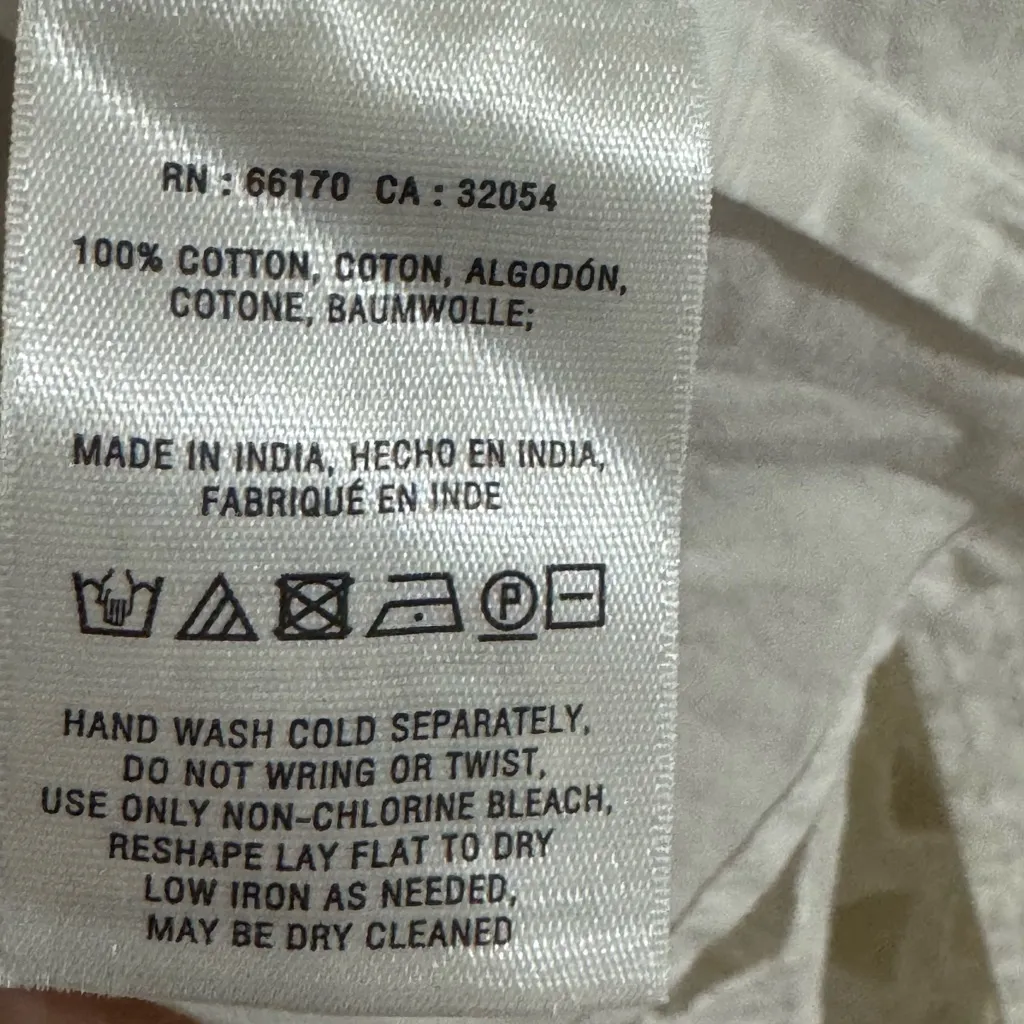 RN : 66170 CA : 32054
100% COTTON, COTON, ALGODÓN,
COTONE, BAUMWOLLE;
MADE IN INDIA, HECHO EN INDIA,
FABRIQUÉ EN INDE
P
HAND WASH COLD SEPARATELY,
DO NOT WRING OR TWIST,
USE ONLY NON-CHLORINE BLEACH,
RESHAPE LAY FLAT TO DRY
LOW IRON AS NEEDED,
MAY BE DRY CLEANED